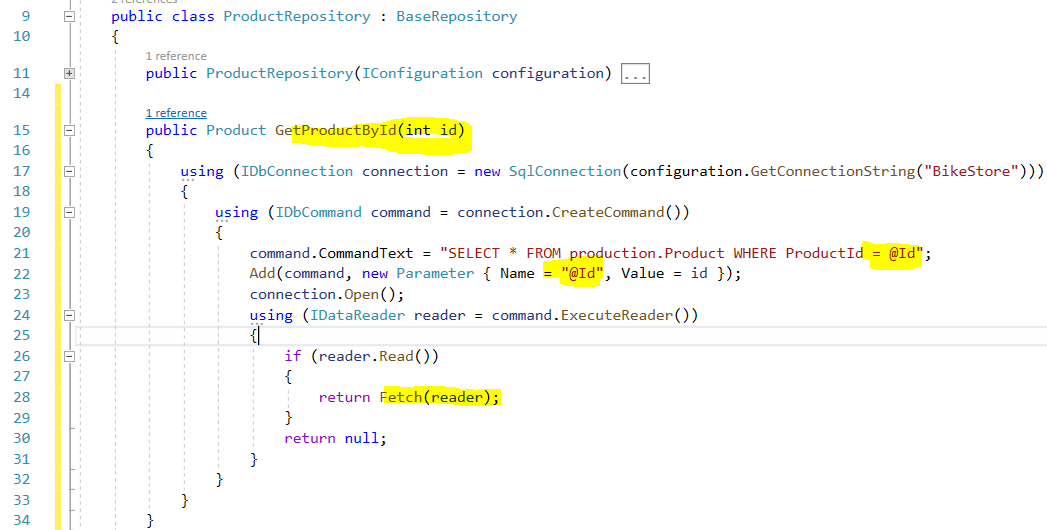 2 references
9 public class ProductRepository : BaseRepository
10 {
1 reference
11 public ProductRepository(IConfiguration configuration) ...
14
1 reference
15 public Product GetProductById(int id)
16 {
17 using (IDbConnection connection = new SqlConnection(configuration.GetConnectionString("BikeStore")))
18 {
19 using (IDbCommand command = connection.CreateCommand())
20 {
21 command.CommandText = "SELECT * FROM production.Product WHERE ProductId = @Id";
22 Add(command, new Parameter { Name = "@Id", Value = id });
23 connection.Open();
24 using (IDataReader reader = command.ExecuteReader())
25 {
26 if (reader.Read())
27 {
28 return Fetch(reader);
29 }
30 return null;
31 }
32 }
33 }
34 }